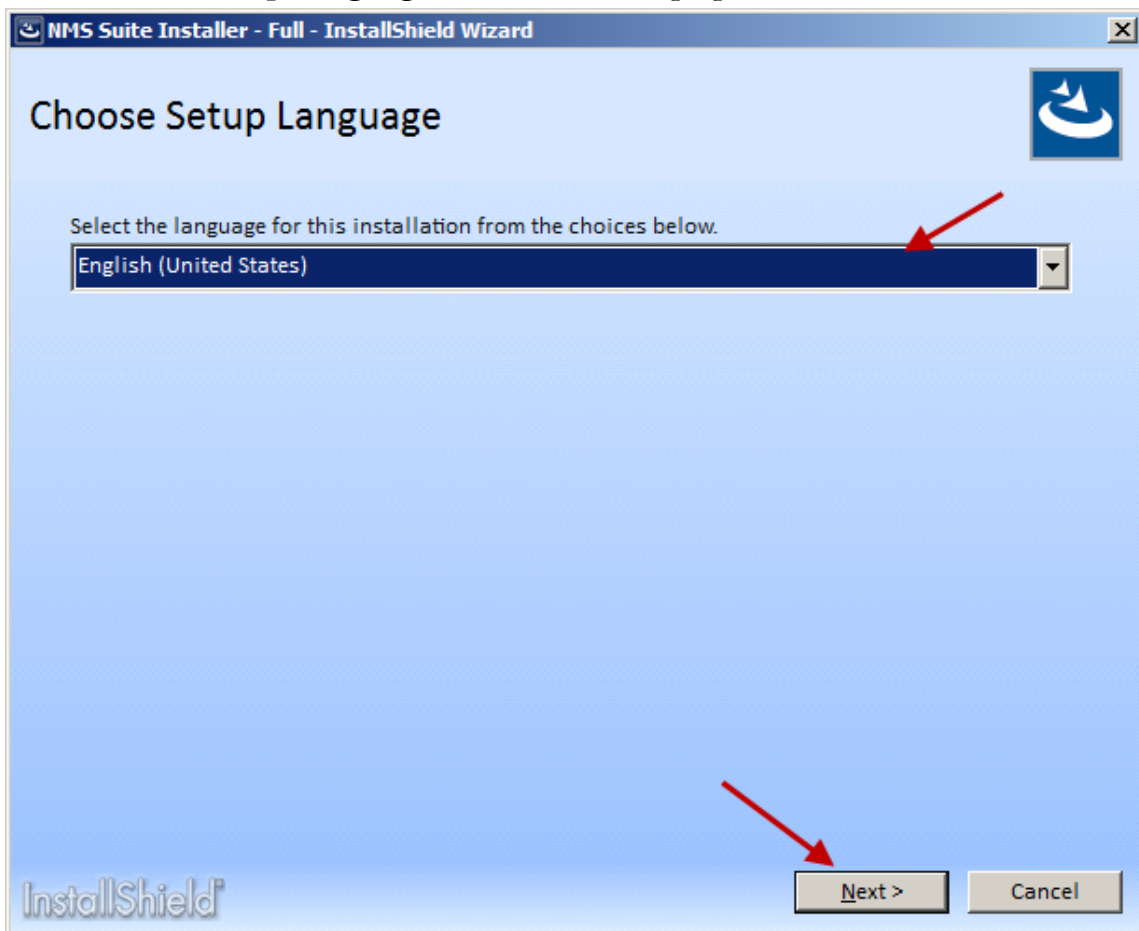 NMS Suite Installer - Full - InstallShield Wizard
Choose Setup Language
Select the language for this installation from the choices below.
English (United States)
InstallShield
Next >
Cancel